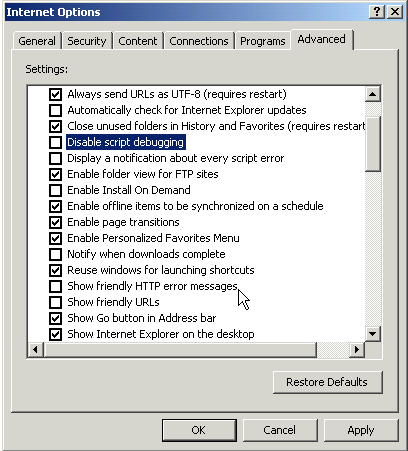 Internet Options
General Security Content Connections Programs Advanced
Settings:
Always send URLs as UTF-8 (requires restart)
Automatically check for Internet Explorer updates
Close unused folders in History and Favorites (requires restart
Disable script debugging
Display a notification about every script error
Enable folder view for FTP sites
Enable Install On Demand
Enable offline items to be synchronized on a schedule
Enable page transitions
Enable Personalized Favorites Menu
Notify when downloads complete
Reuse windows for launching shortcuts
Show friendly HTTP error messages
Show friendly URLs
Show Go button in Address bar
Show Internet Explorer on the desktop
Restore Defaults
OK Cancel Apply